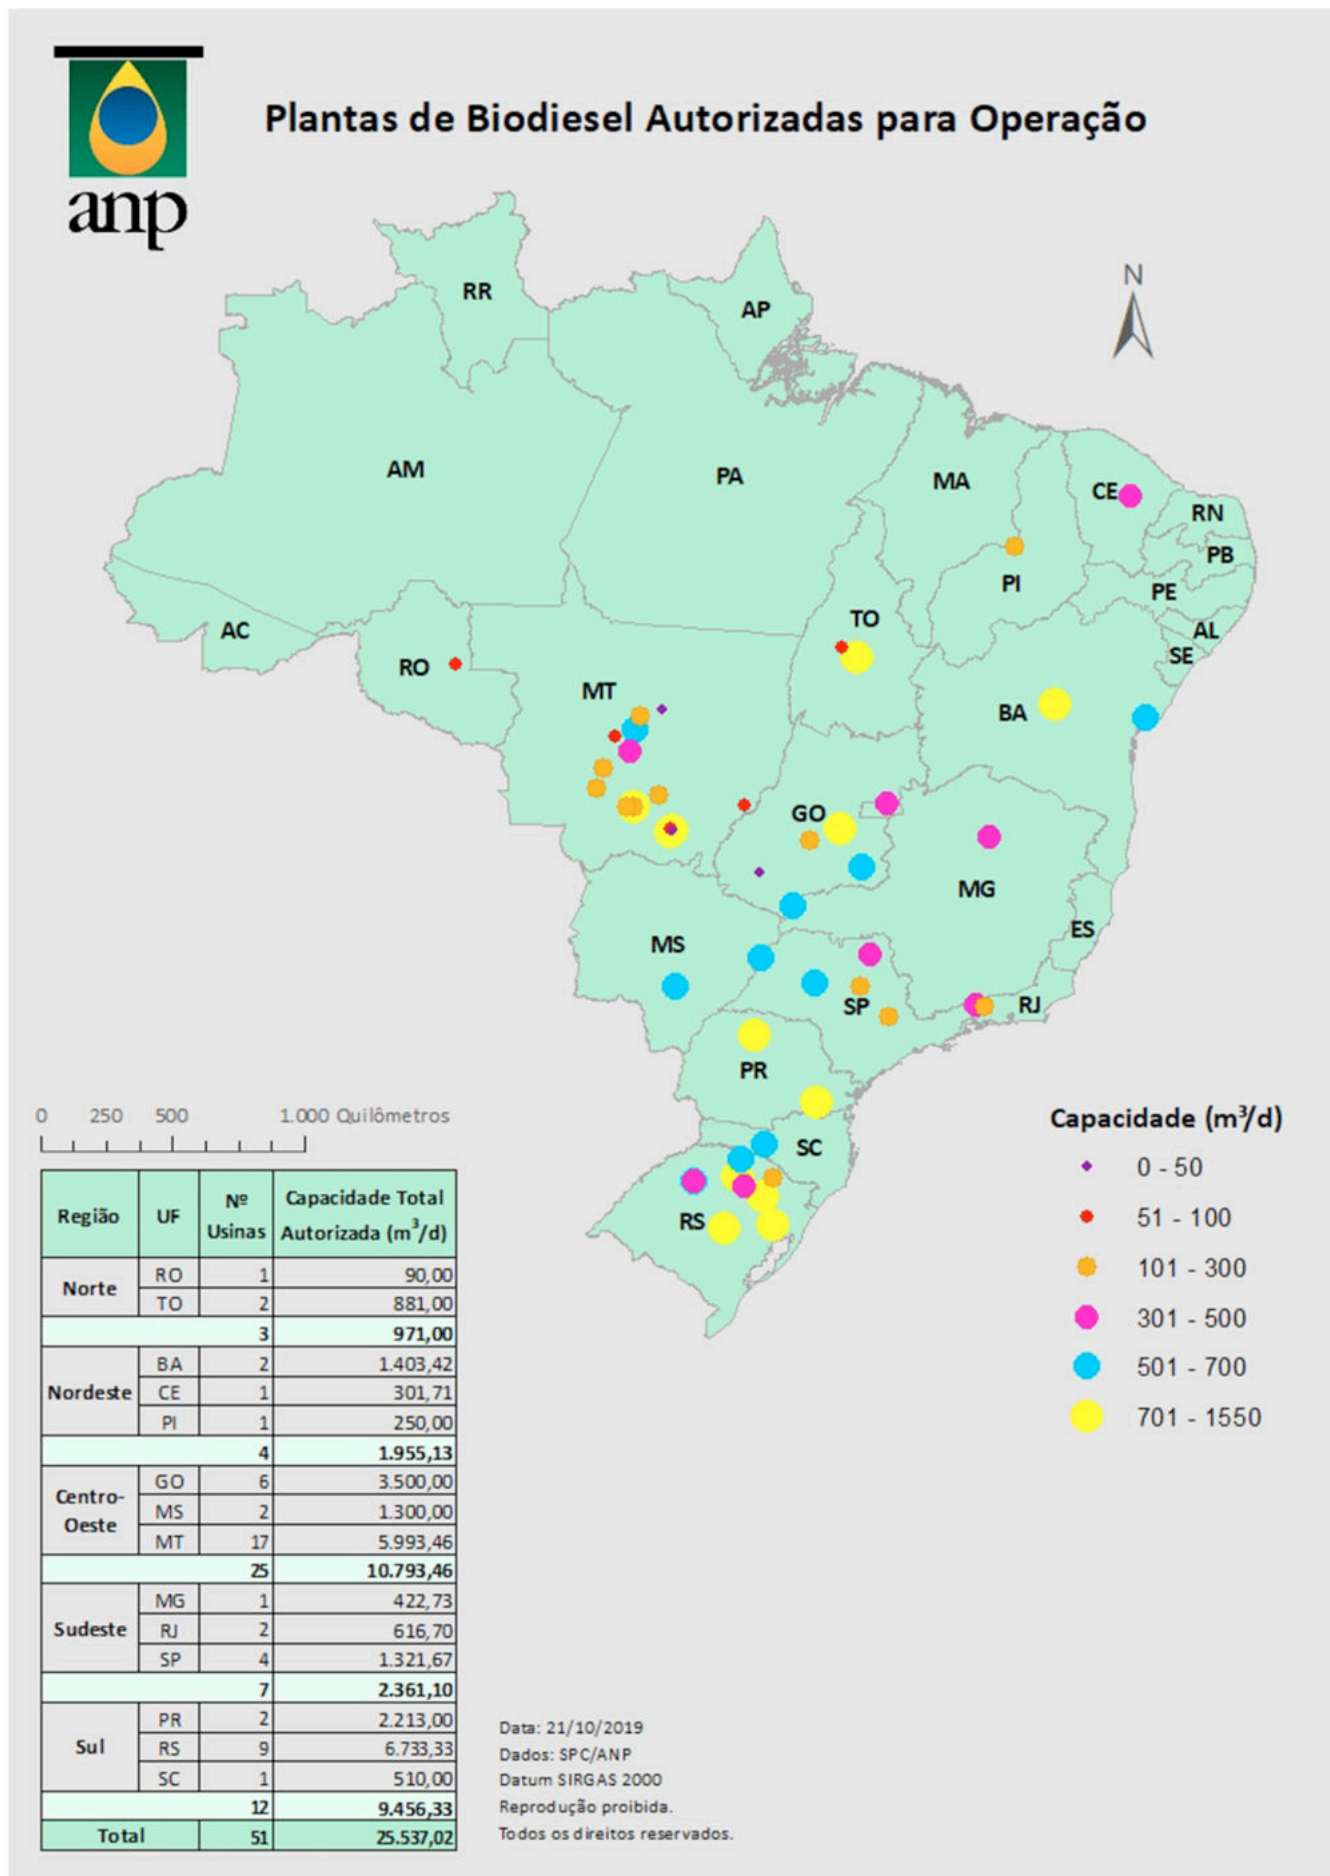 anp
Plantas de Biodiesel Autorizadas para Operação
N
RR
AP
AM
PA
MA
CE
RN
PB
PI
PE
AC
TO
AL
SE
RO
MT
BA
GO
MG
ES
MS
SP
RJ
PR
SC
RS
0 250 500 1.000 Quilômetros
Capacidade (m³/d)
0 - 50
51 - 100
101 - 300
301 - 500
501 - 700
701 - 1550
Região UF Nº Usinas Capacidade Total Autorizada (m³/d)
Norte RO 1 90,00
TO 2 881,00
3 971,00
Nordeste BA 2 1.403,42
CE 1 301,71
PI 1 250,00
4 1.955,13
Centro-Oeste GO 6 3.500,00
MS 2 1.300,00
MT 17 5.993,46
25 10.793,46
Sudeste MG 1 422,73
RJ 2 616,70
SP 4 1.321,67
7 2.361,10
Sul PR 2 2.213,00
RS 9 6.733,33
SC 1 510,00
12 9.456,33
Total 51 25.537,02
Data: 21/10/2019
Dados: SPC/ANP
Datum SIRGAS 2000
Reprodução proibida.
Todos os direitos reservados.